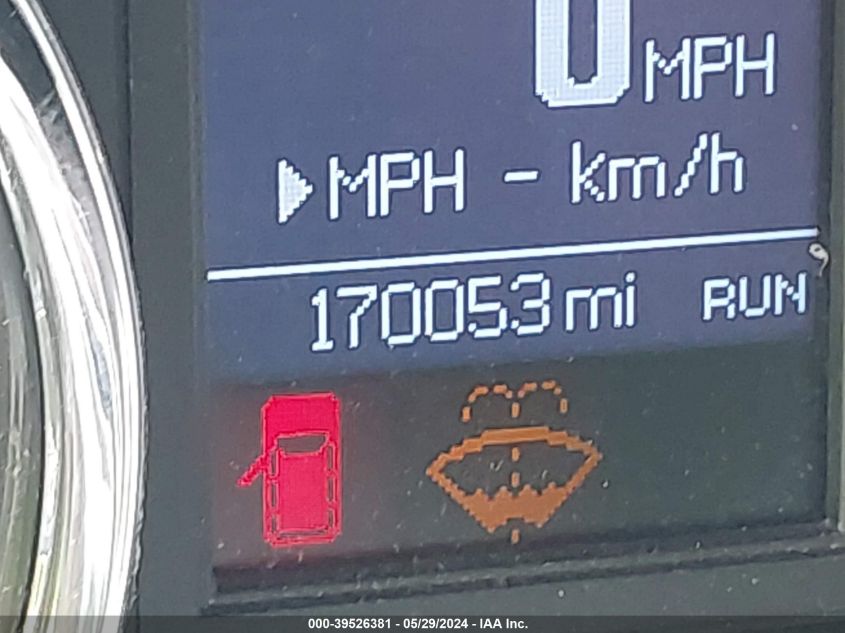 0 MPH
MPH - km/h
170053 mi RUN
000-39526381 - 05/29/2024 - IAA Inc.